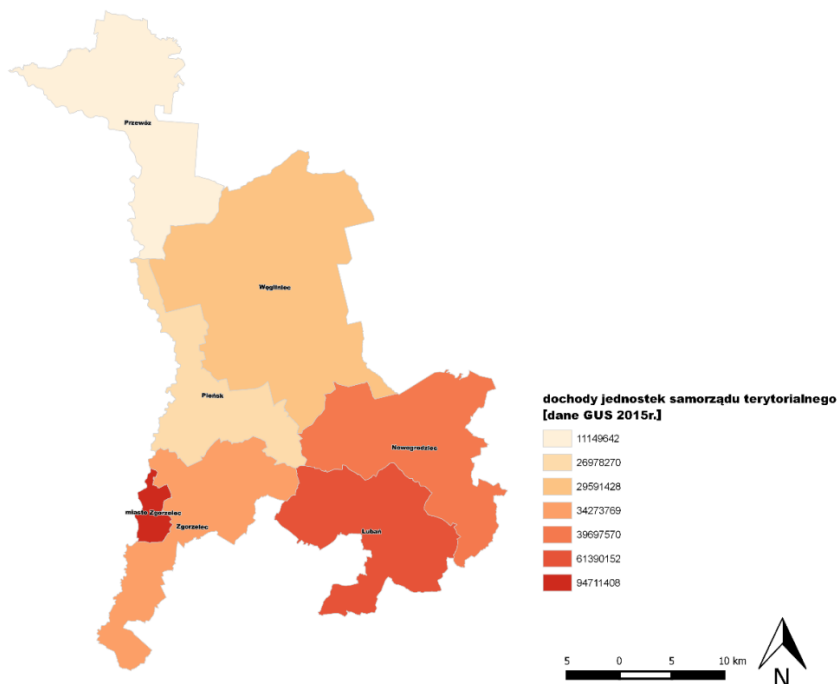 Przewóz
Węgliniec
Pieńsk
Nowogrodziec
miasto Zgorzelec
Zgorzelec
Lubań
dochody jednostek samorządu terytorialnego
[dane GUS 2015r.]
11149642
26978270
29591428
34273769
39697570
61390152
94711408
5 0 5 10 km
N